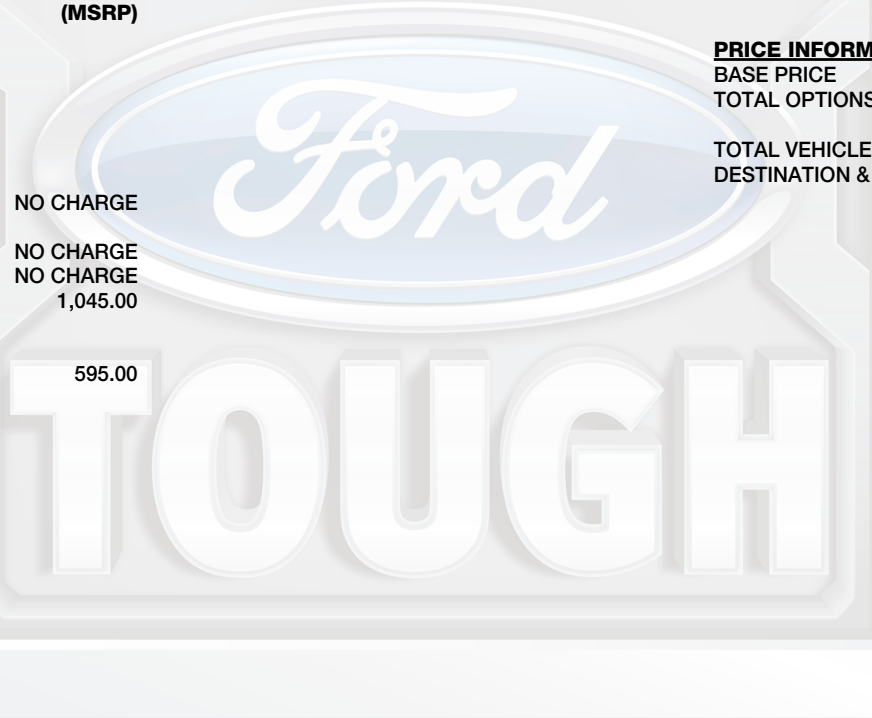 (MSRP)
NO CHARGE
NO CHARGE
NO CHARGE
1,045.00
595.00
PRICE INFORM
BASE PRICE
TOTAL OPTIONS
TOTAL VEHICLE
DESTINATION &
Ford
TOUGH